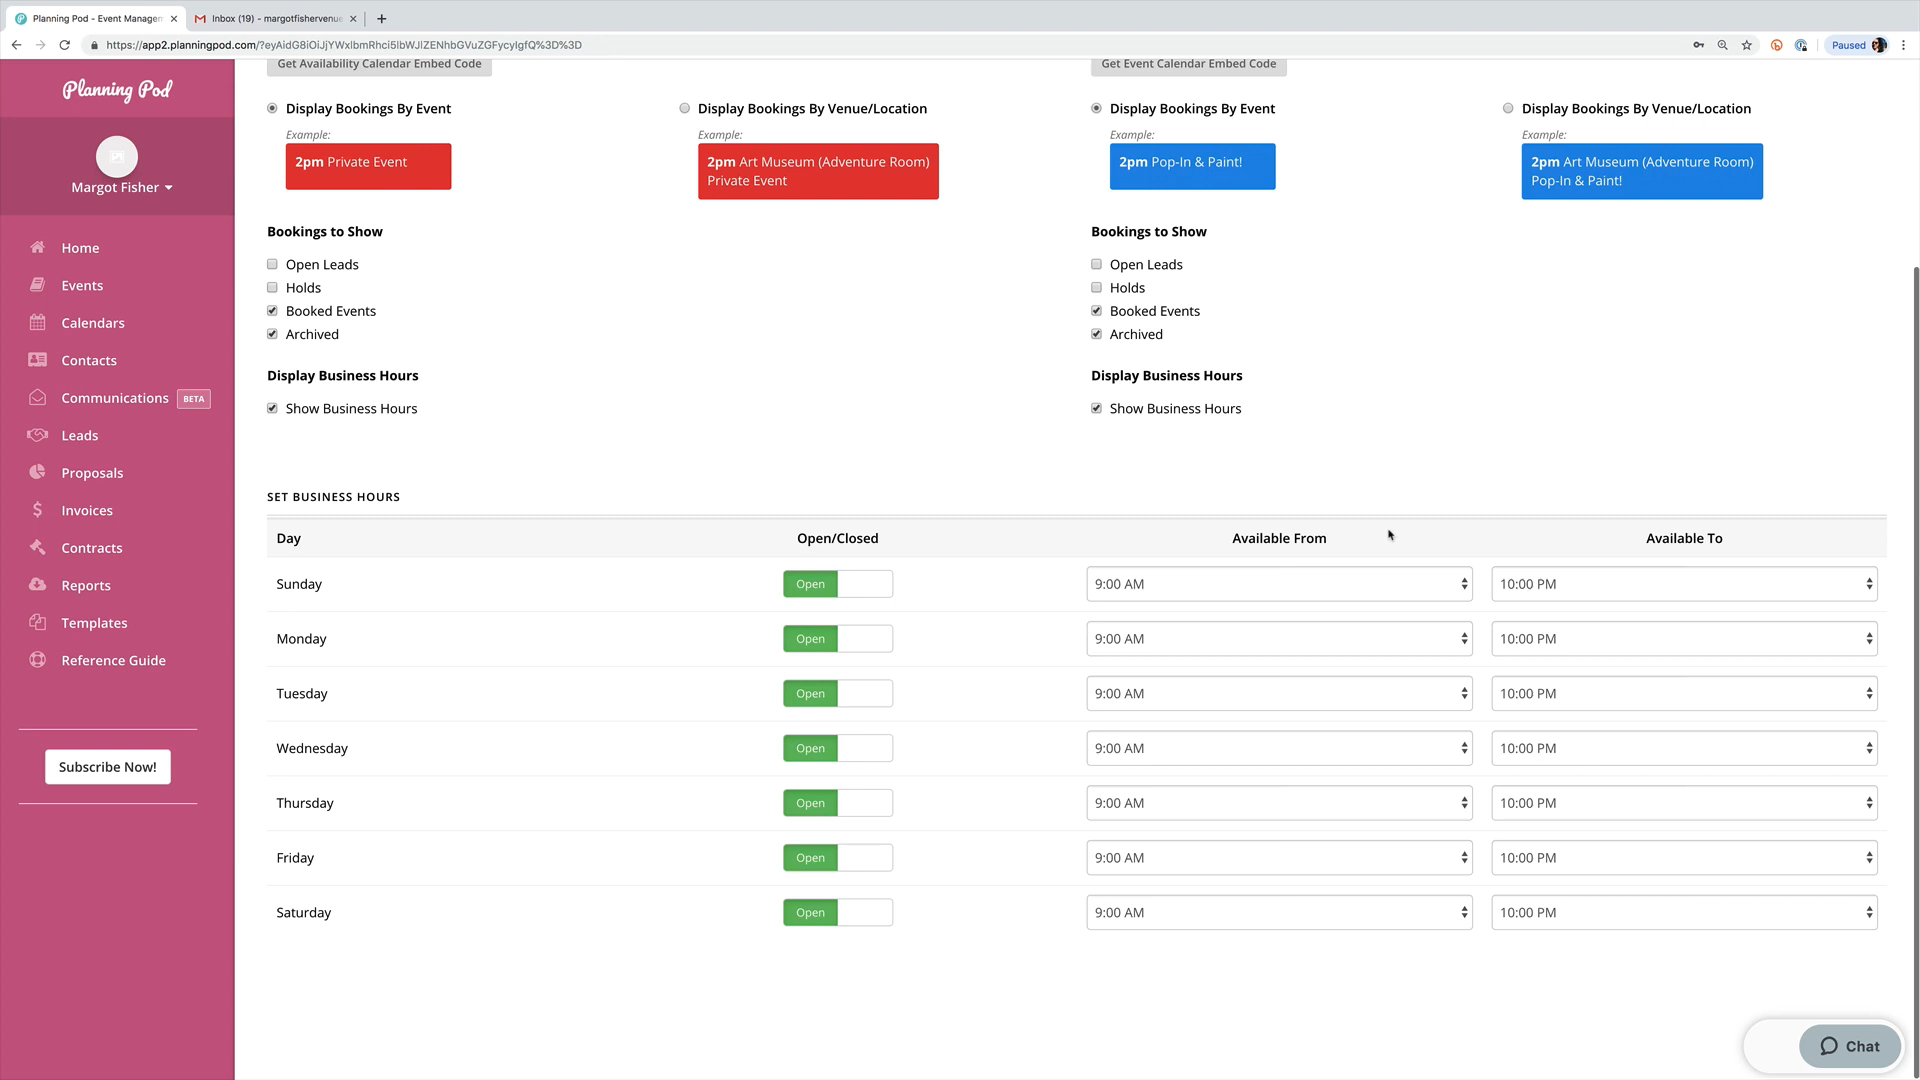 Planning Pod - Event Managem
Inbox (19) - margotfishervenue
https://app2.planningpod.com/?eyAidG8iOiJjYWxlbmRhci5lbWJlZENhbGVuZGFycyIgfQ%3D%3D
Paused
Planning Pod
Margot Fisher
Home
Events
Calendars
Contacts
Communications BETA
Leads
Proposals
Invoices
Contracts
Reports
Templates
Reference Guide
Subscribe Now!
Get Availability Calendar Embed Code
Display Bookings By Event
Example:
2pm Private Event
Display Bookings By Venue/Location
Example:
2pm Art Museum (Adventure Room)
Private Event
Bookings to Show
Open Leads
Holds
Booked Events
Archived
Display Business Hours
Show Business Hours
Get Event Calendar Embed Code
Display Bookings By Event
Example:
2pm Pop-In & Paint!
Display Bookings By Venue/Location
Example:
2pm Art Museum (Adventure Room)
Pop-In & Paint!
Bookings to Show
Open Leads
Holds
Booked Events
Archived
Display Business Hours
Show Business Hours
SET BUSINESS HOURS
Day Open/Closed Available From Available To
Sunday Open 9:00 AM 10:00 PM
Monday Open 9:00 AM 10:00 PM
Tuesday Open 9:00 AM 10:00 PM
Wednesday Open 9:00 AM 10:00 PM
Thursday Open 9:00 AM 10:00 PM
Friday Open 9:00 AM 10:00 PM
Saturday Open 9:00 AM 10:00 PM
Chat